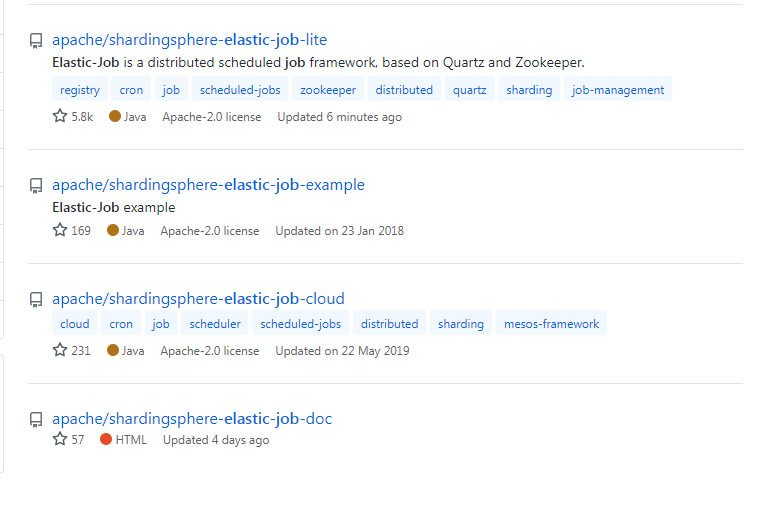 apache/shardingsphere-elastic-job-lite
Elastic-Job is a distributed scheduled job framework, based on Quartz and Zookeeper.
registry cron job scheduled-jobs zookeeper distributed quartz sharding job-management
5.8k Java Apache-2.0 license Updated 6 minutes ago
apache/shardingsphere-elastic-job-example
Elastic-Job example
169 Java Apache-2.0 license Updated on 23 Jan 2018
apache/shardingsphere-elastic-job-cloud
cloud cron job scheduler scheduled-jobs distributed sharding mesos-framework
231 Java Apache-2.0 license Updated on 22 May 2019
apache/shardingsphere-elastic-job-doc
57 HTML Updated 4 days ago